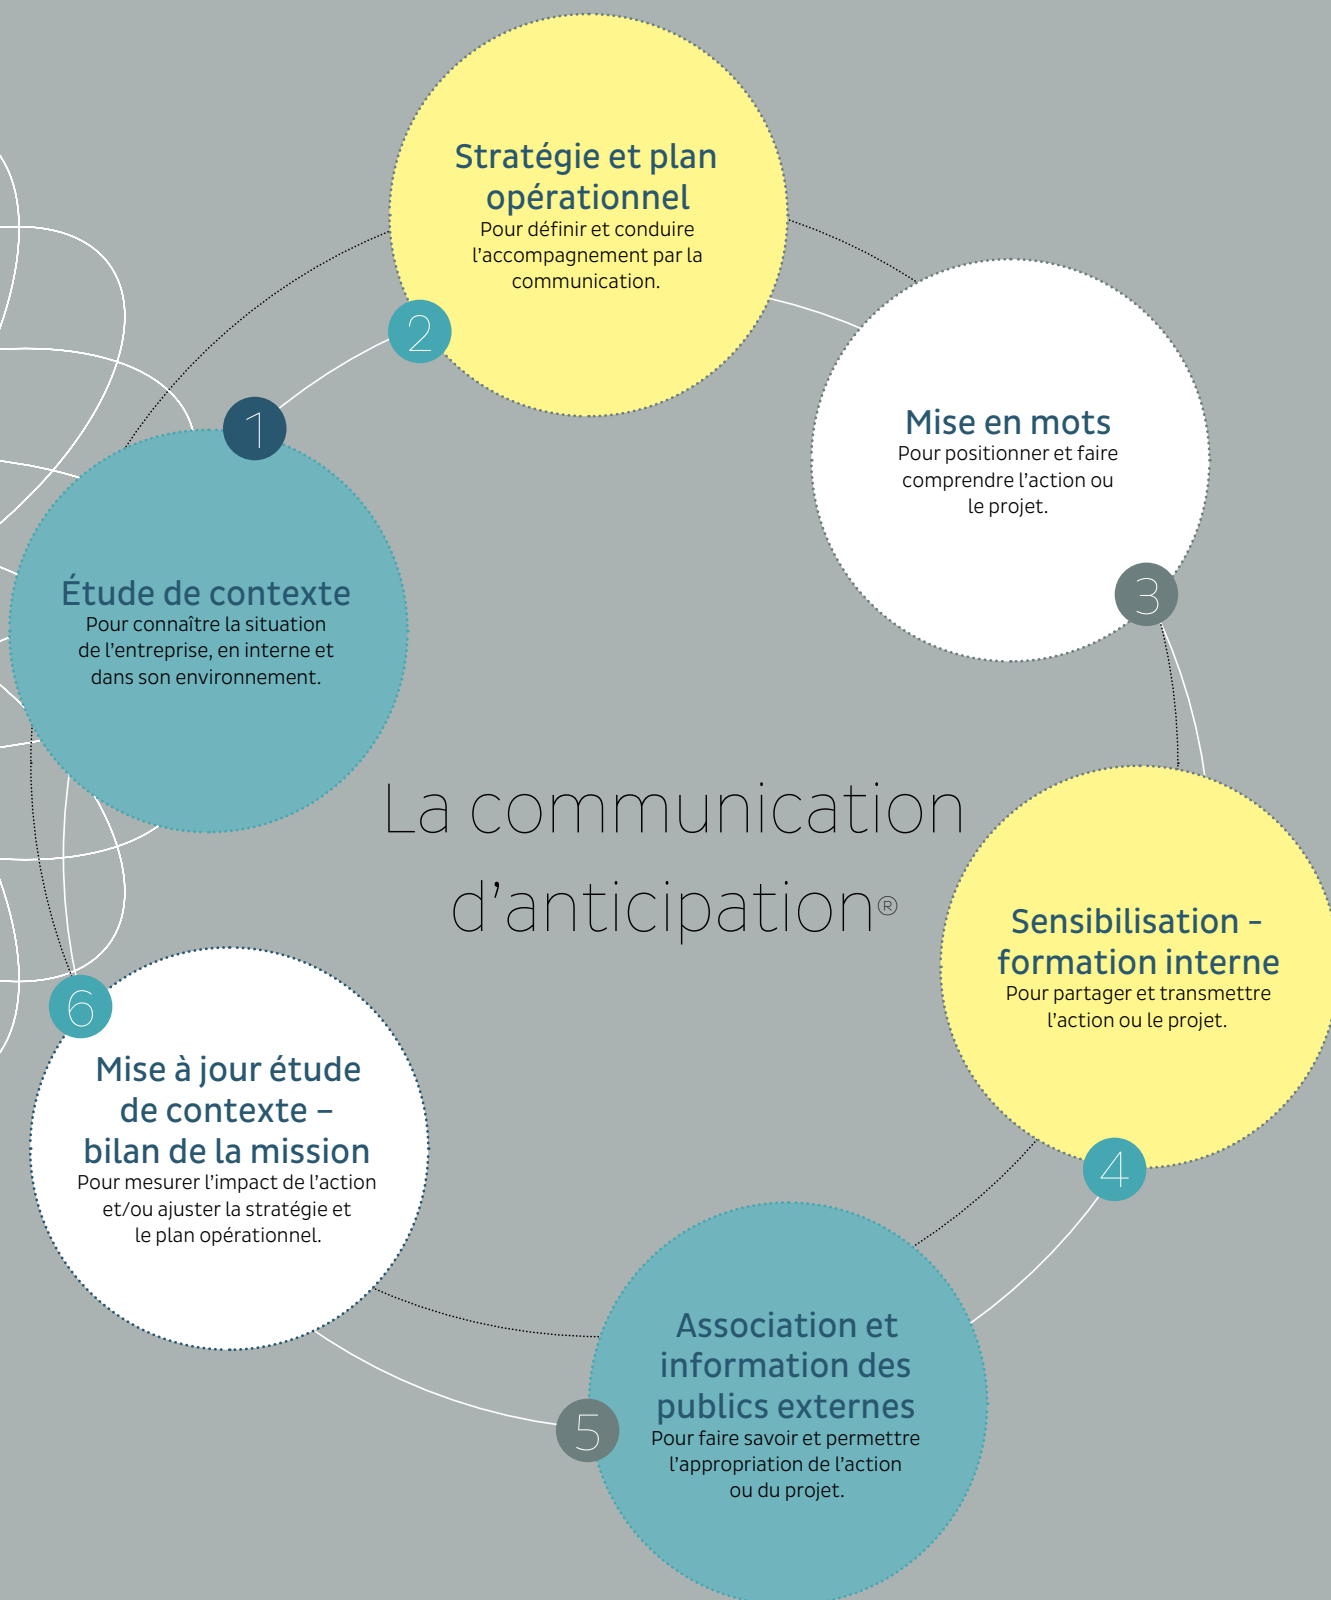 1
Étude de contexte
Pour connaître la situation
de l'entreprise, en interne et
dans son environnement.
2
Stratégie et plan
opérationnel
Pour définir et conduire
l'accompagnement par la
communication.
3
Mise en mots
Pour positionner et faire
comprendre l'action ou
le projet.
La communication
d'anticipation®
4
Sensibilisation –
formation interne
Pour partager et transmettre
l'action ou le projet.
5
Association et
information des
publics externes
Pour faire savoir et permettre
l'appropriation de l'action
ou du projet.
6
Mise à jour étude
de contexte –
bilan de la mission
Pour mesurer l'impact de l'action
et/ou ajuster la stratégie et
le plan opérationnel.